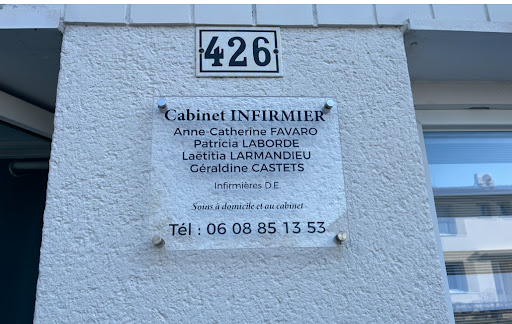 426
Cabinet INFIRMIER
Anne-Catherine FAVARO
Patricia LABORDE
Laëtitia LARMANDIEU
Géraldine CASTETS
Infirmières D.E
Soins à domicile et au cabinet
Tél : 06 08 85 13 53